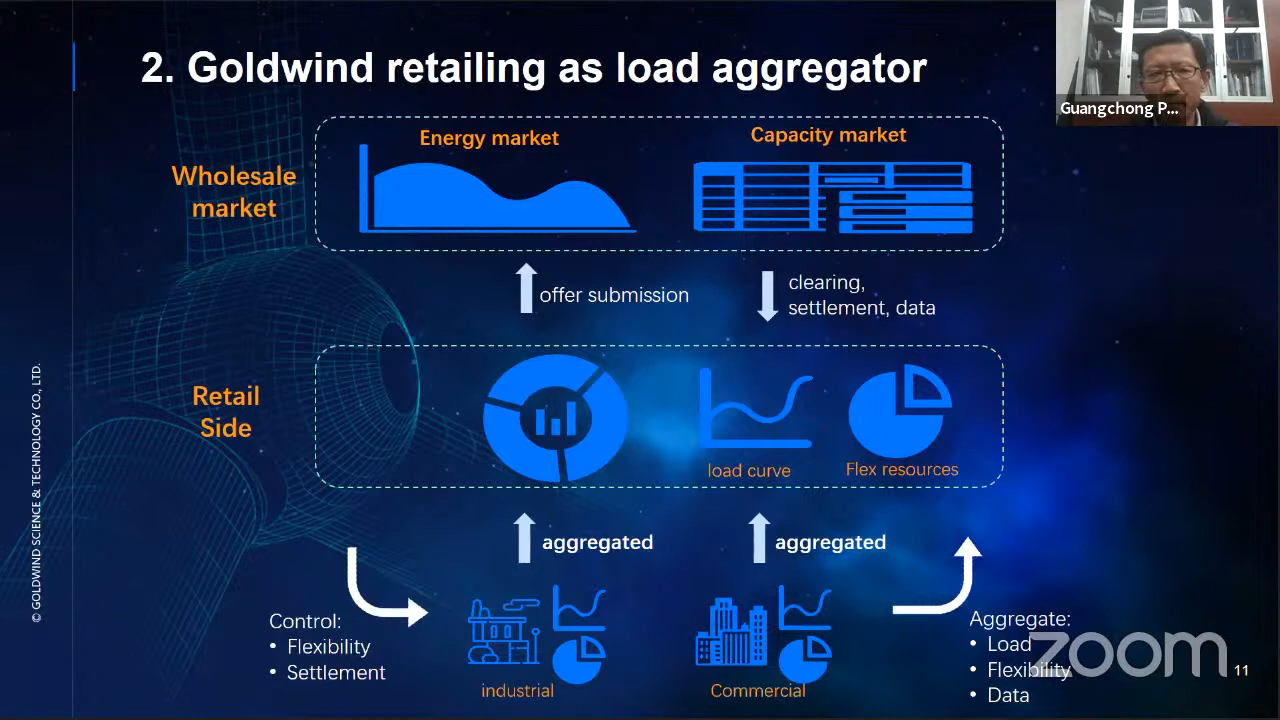 2. Goldwind retailing as load aggregator
Guangchong P...
Energy market
Capacity market
Wholesale
market
offer submission
clearing,
settlement, data
Retail
Side
load curve
Flex resources
aggregated
aggregated
Control:
• Flexibility
• Settlement
industrial
Commercial
Aggregate:
• Load
• Flexibility
• Data
zoom
11
© GOLDWIND SCIENCE & TECHNOLOGY CO., LTD.